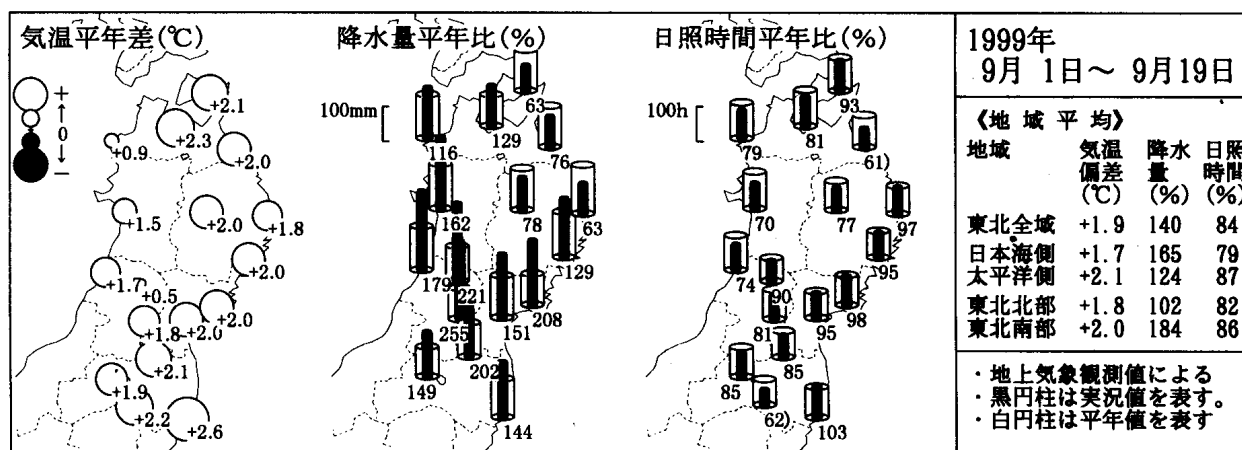 気温平年差(℃)
+
↑
0
↓
−
+2.1
+2.3
+0.9
+2.0
+1.5
+2.0
+1.8
+2.0
+1.7
+0.5
+2.0
+1.8
+2.0
+2.1
+1.9
+2.2
+2.6
降水量平年比(%)
100mm
63
129
116
76
162
78
63
129
179
221
208
255
151
202
149
144
日照時間平年比(%)
100h
93
79
81
61)
70
77
97
95
74
90
98
81
95
85
85
62)
103
1999年
9月 1日～ 9月19日
《地 域 平 均》
地域 気温 降水 日照
偏差 量 時間
(℃) (%) (%)
東北全域 +1.9 140 84
日本海側 +1.7 165 79
太平洋側 +2.1 124 87
東北北部 +1.8 102 82
東北南部 +2.0 184 86
・地上気象観測値による
・黒円柱は実況値を表す。
・白円柱は平年値を表す